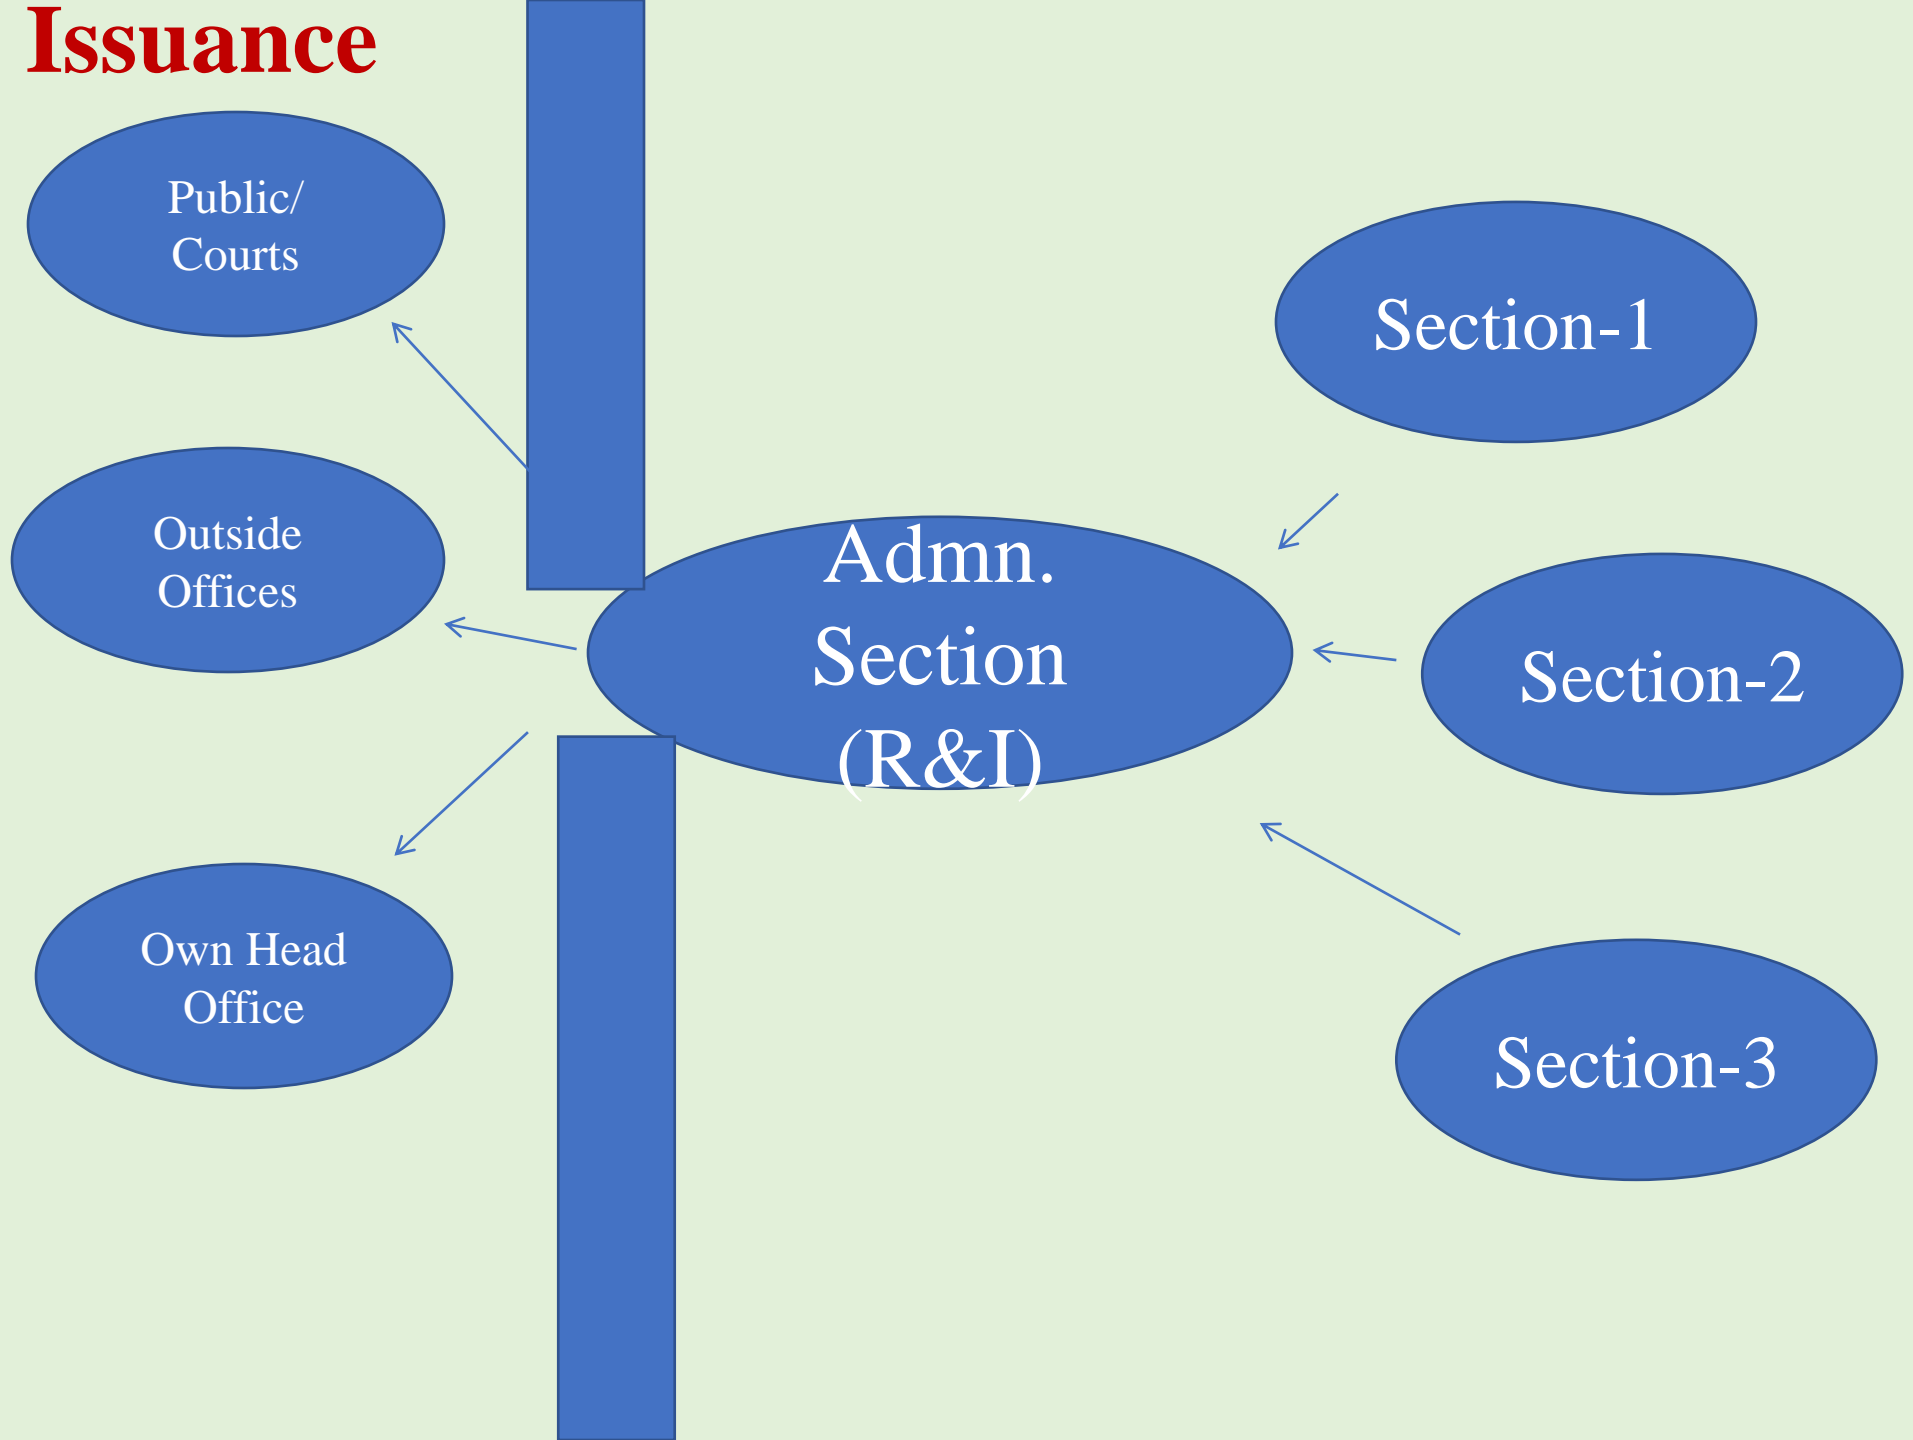 Issuance
Public/
Courts
Outside
Offices
Own Head
Office
Admn.
Section
(R&I)
Section-1
Section-2
Section-3